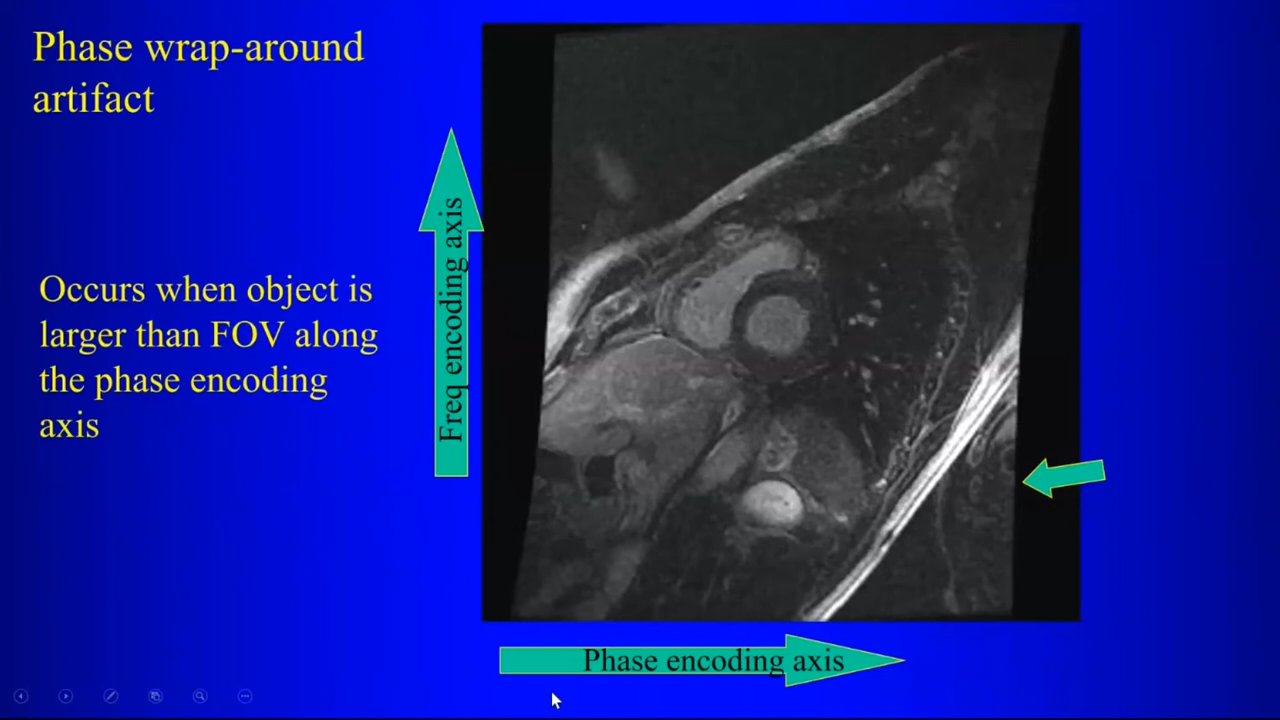 Phase wrap-around
artifact
Occurs when object is
larger than FOV along
the phase encoding
axis
Freq encoding axis
Phase encoding axis